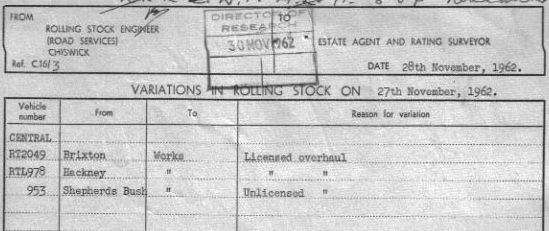 FROM
ROLLING STOCK ENGINEER
(ROAD SERVICES)
CHISWICK
Ref. C16/3
DIRECTOR OF
RESEARCH
30 NOV 1962
TO
ESTATE AGENT AND RATING SURVEYOR
DATE 28th November, 1962.
VARIATIONS IN ROLLING STOCK ON 27th November, 1962.
Vehicle number From To Reason for variation
CENTRAL
RT2049 Brixton Works Licensed overhaul
RTL978 Hackney " " "
953 Shepherds Bush " Unlicensed "